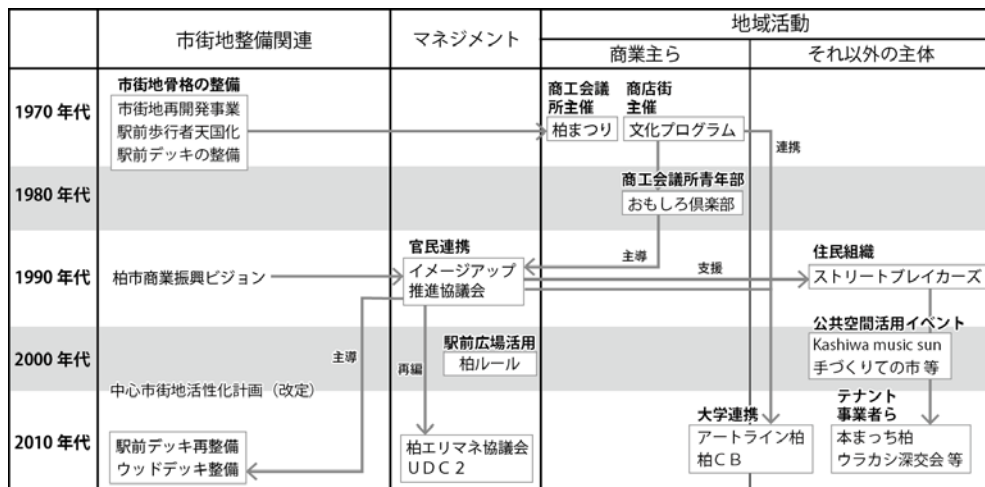 市街地整備関連
マネジメント
地域活動
商業主ら
それ以外の主体
1970 年代
市街地骨格の整備
市街地再開発事業
駅前歩行者天国化
駅前デッキの整備
商工会議
所主催
柏まつり
商店街
主催
文化プログラム
連携
1980 年代
商工会議所青年部
おもしろ倶楽部
1990 年代
柏市商業振興ビジョン
官民連携
イメージアップ
推進協議会
主導
支援
住民組織
ストリートブレイカーズ
2000 年代
主導
中心市街地活性化計画（改定）
再編
駅前広場活用
柏ルール
公共空間活用イベント
Kashiwa music sun
手づくりての市 等
2010 年代
駅前デッキ再整備
ウッドデッキ整備
柏エリマネ協議会
ＵＤＣ２
大学連携
アートライン柏
柏ＣＢ
テナント
事業者ら
本まっち柏
ウラカシ深交会 等